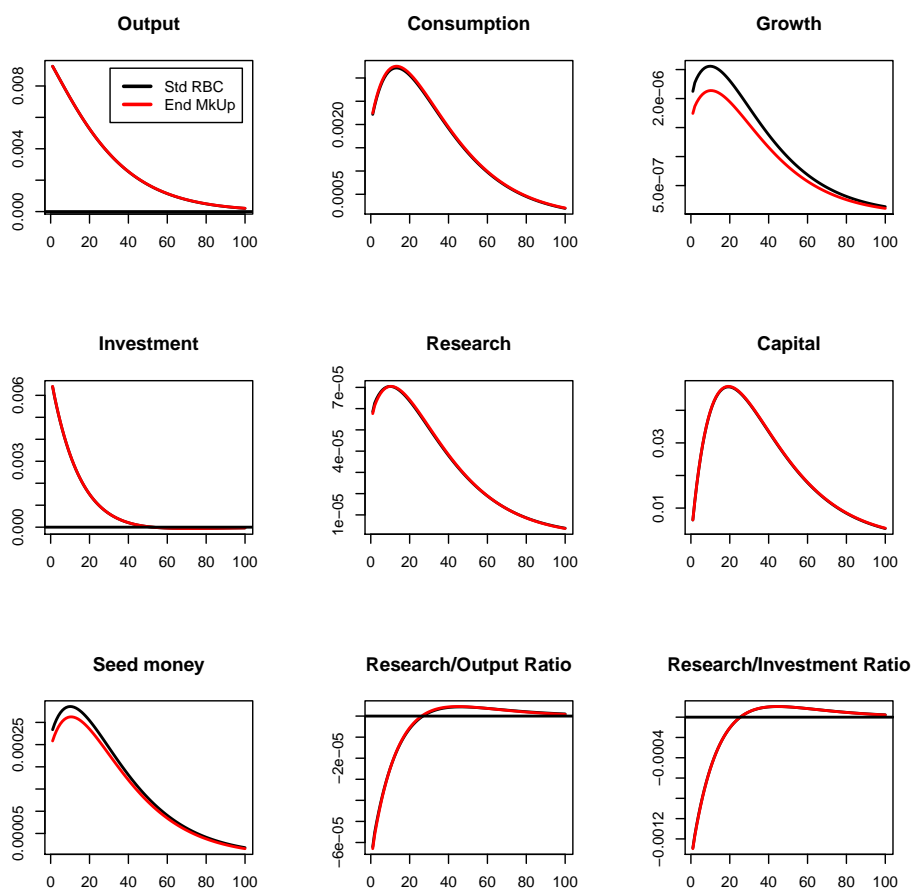 Output
Consumption
Growth
0.008
0.004
0.000
Std RBC
End MkUp
0 20 40 60 80 100
0.0020
0.0005
0 20 40 60 80 100
2.0e-06
5.0e-07
0 20 40 60 80 100
Investment
Research
Capital
0.006
0.003
0.000
0 20 40 60 80 100
7e-05
4e-05
1e-05
0 20 40 60 80 100
0.03
0.01
0 20 40 60 80 100
Seed money
Research/Output Ratio
Research/Investment Ratio
0.00025
0.00005
0 20 40 60 80 100
-2e-05
-6e-05
0 20 40 60 80 100
-0.0004
-0.0012
0 20 40 60 80 100